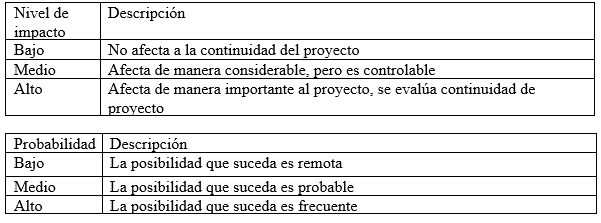 Nivel de impacto Descripción
Bajo No afecta a la continuidad del proyecto
Medio Afecta de manera considerable, pero es controlable
Alto Afecta de manera importante al proyecto, se evalúa continuidad de
proyecto
Probabilidad Descripción
Bajo La posibilidad que suceda es remota
Medio La posibilidad que suceda es probable
Alto La posibilidad que suceda es frecuente